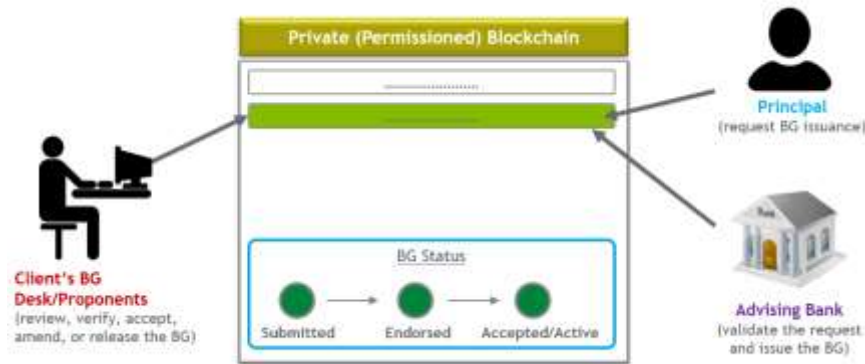 Private (Permissioned) Blockchain
Principal
(request BG issuance)
Client's BG
Desk/Proponents
(review, verify, accept,
amend, or release the BG)
BG Status
Submitted
Endorsed
Accepted/Active
Advising Bank
(validate the request
and issue the BG)